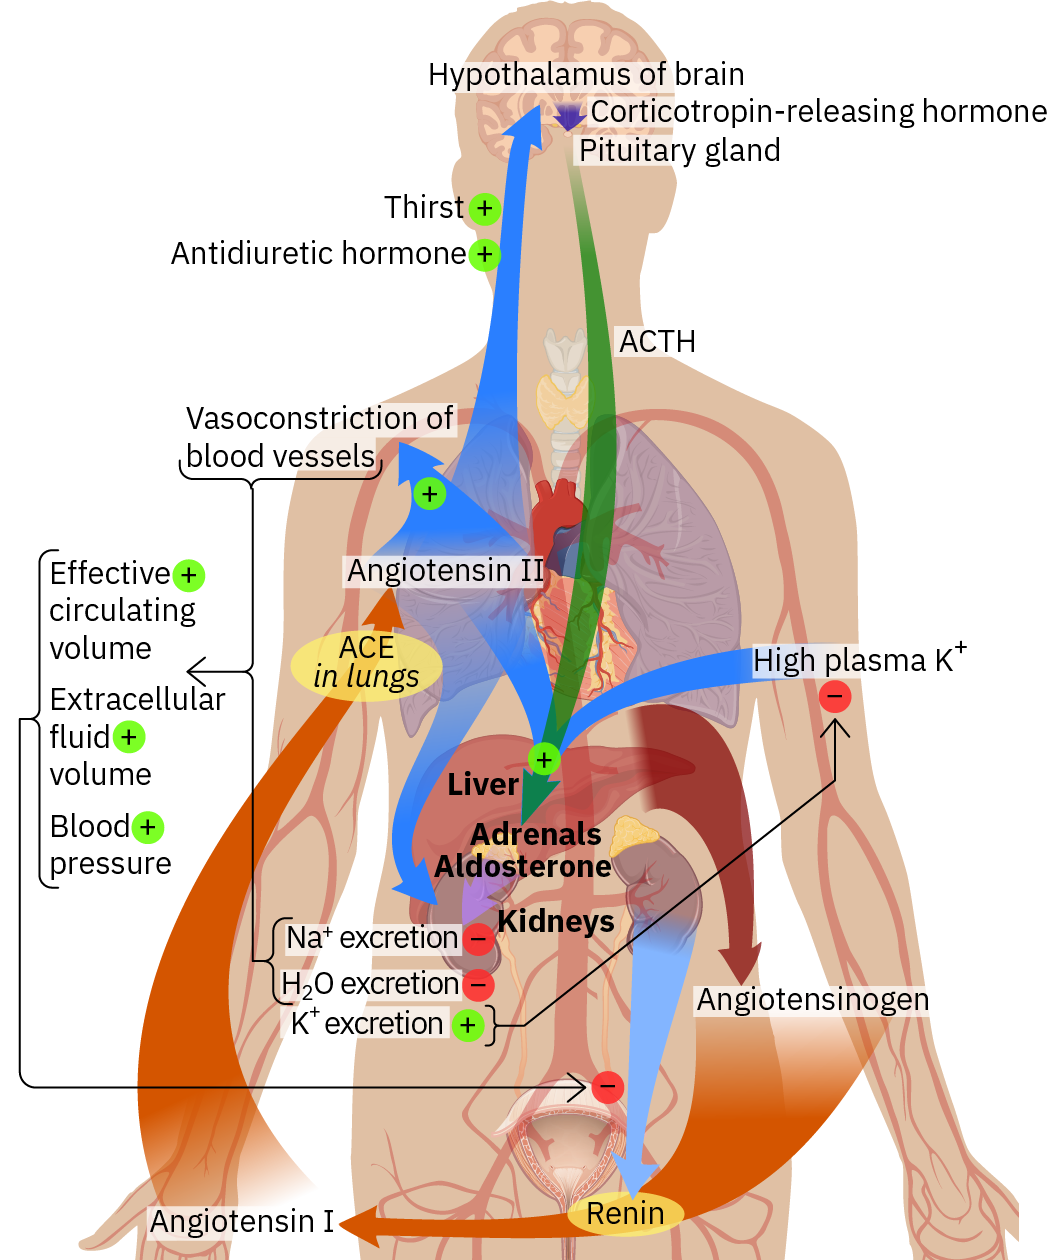 Hypothalamus of brain
Corticotropin-releasing hormone
Pituitary gland
Thirst +
Antidiuretic hormone +
ACTH
Vasoconstriction of
blood vessels
+
Angiotensin II
Effective +
circulating
volume
ACE
in lungs
High plasma K⁺
−
Extracellular
fluid +
volume
+
Liver
Blood +
pressure
Adrenals
Aldosterone
Kidneys
Na⁺ excretion −
H₂O excretion −
K⁺ excretion +
Angiotensinogen
−
Renin
Angiotensin I